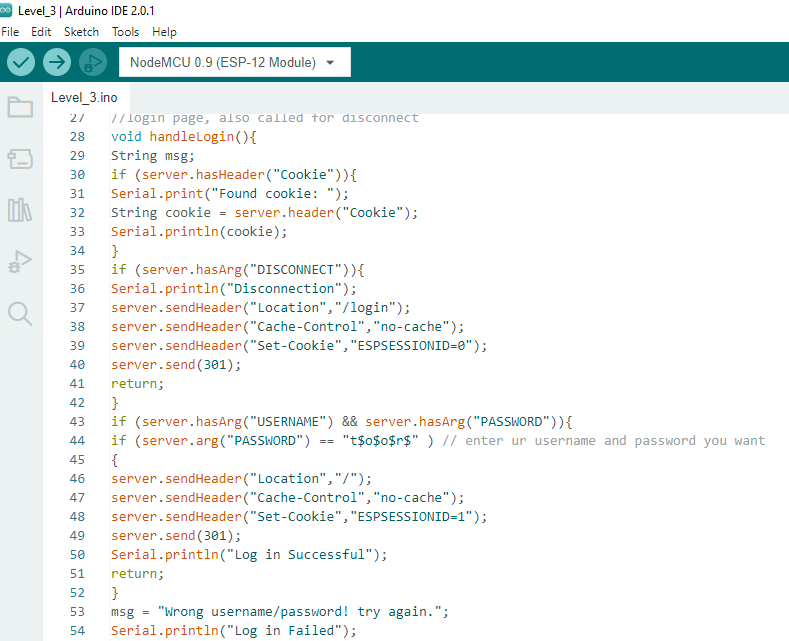 Level_3 | Arduino IDE 2.0.1
File Edit Sketch Tools Help
NodeMCU 0.9 (ESP-12 Module)
Level_3.ino
27 //login page, also called for disconnect
28 void handleLogin(){
29 String msg;
30 if (server.hasHeader("Cookie")){
31 Serial.print("Found cookie: ");
32 String cookie = server.header("Cookie");
33 Serial.println(cookie);
34 }
35 if (server.hasArg("DISCONNECT")){
36 Serial.println("Disconnection");
37 server.sendHeader("Location","/login");
38 server.sendHeader("Cache-Control","no-cache");
39 server.sendHeader("Set-Cookie","ESPSESSIONID=0");
40 server.send(301);
41 return;
42 }
43 if (server.hasArg("USERNAME") && server.hasArg("PASSWORD")){
44 if (server.arg("PASSWORD") == "t$o$o$r$" ) // enter ur username and password you want
45 {
46 server.sendHeader("Location","/");
47 server.sendHeader("Cache-Control","no-cache");
48 server.sendHeader("Set-Cookie","ESPSESSIONID=1");
49 server.send(301);
50 Serial.println("Log in Successful");
51 return;
52 }
53 msg = "Wrong username/password! try again.";
54 Serial.println("Log in Failed");